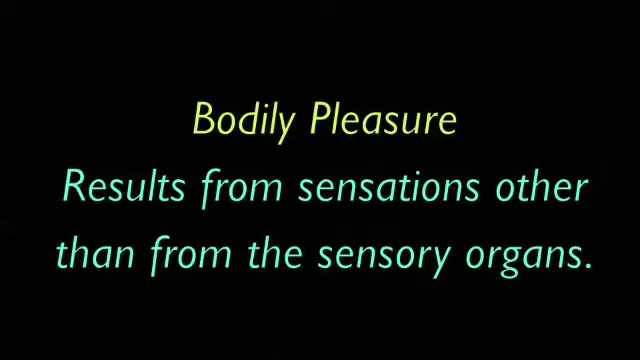 Bodily Pleasure
Results from sensations other
than from the sensory organs.